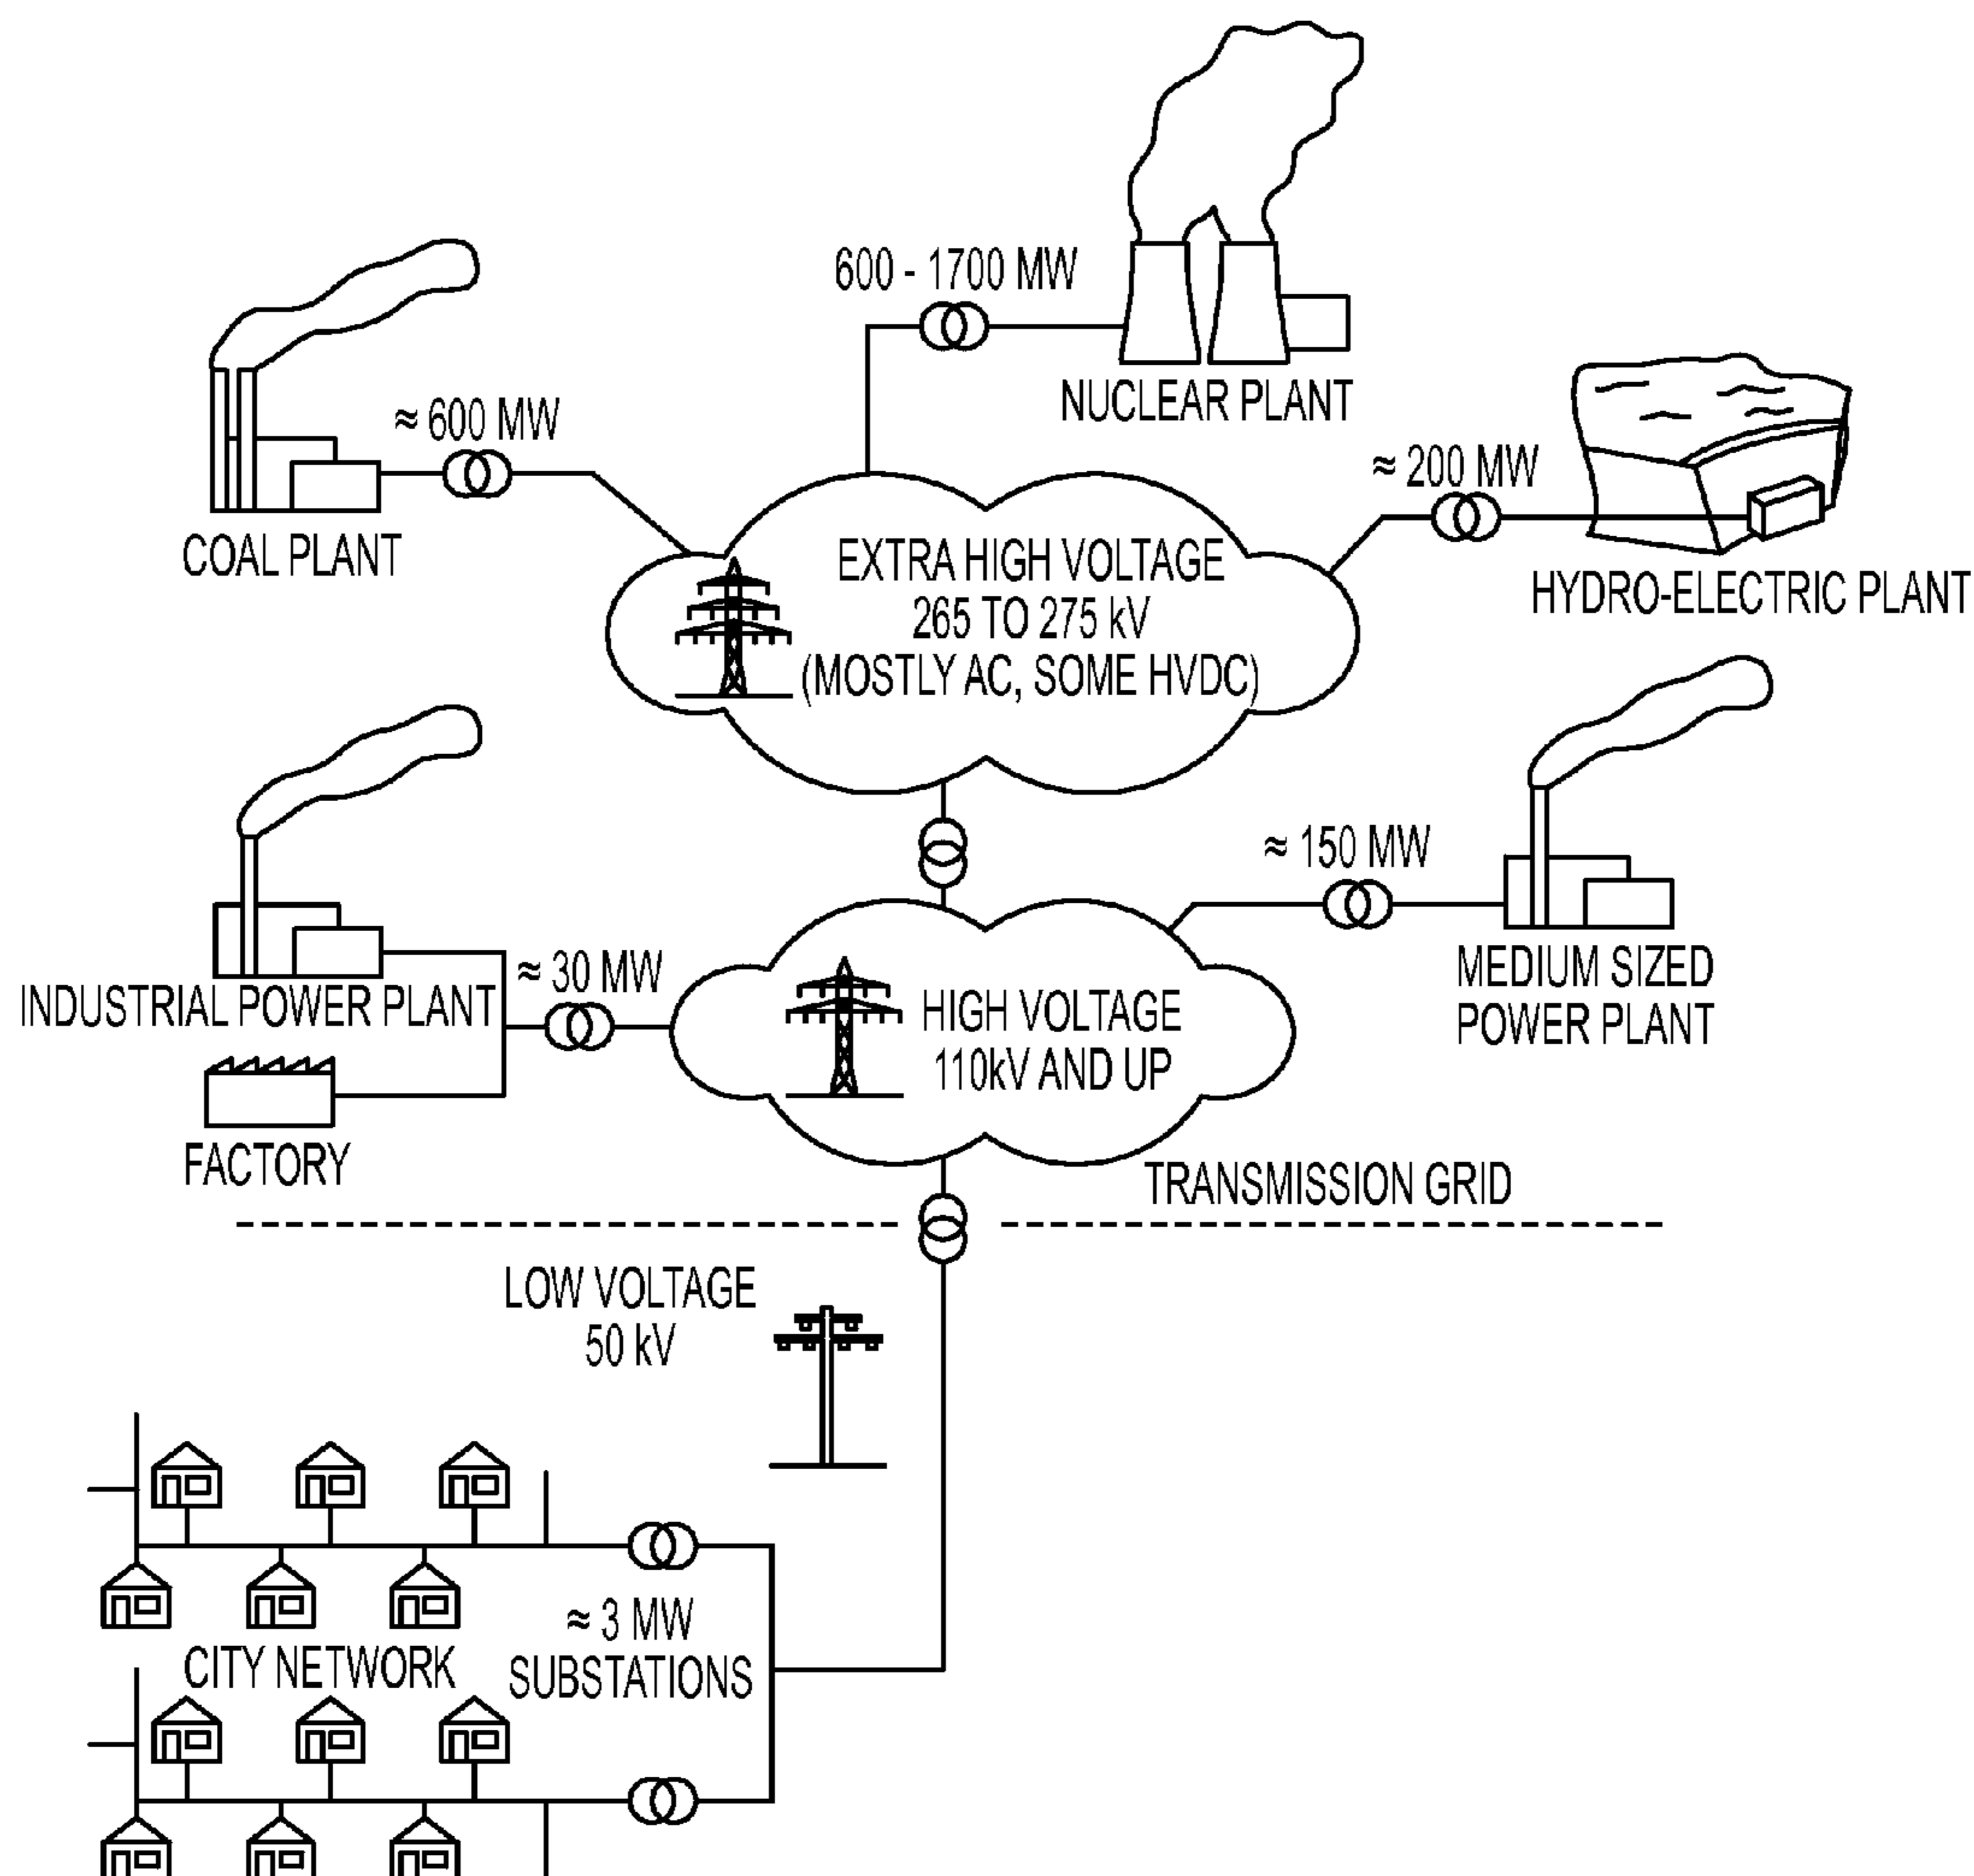 600 - 1700 MW
NUCLEAR PLANT
≈ 600 MW
COAL PLANT
≈ 200 MW
HYDRO-ELECTRIC PLANT
EXTRA HIGH VOLTAGE
265 TO 275 kV
(MOSTLY AC, SOME HVDC)
≈ 150 MW
MEDIUM SIZED
POWER PLANT
INDUSTRIAL POWER PLANT
≈ 30 MW
FACTORY
HIGH VOLTAGE
110kV AND UP
TRANSMISSION GRID
LOW VOLTAGE
50 kV
CITY NETWORK
≈ 3 MW
SUBSTATIONS